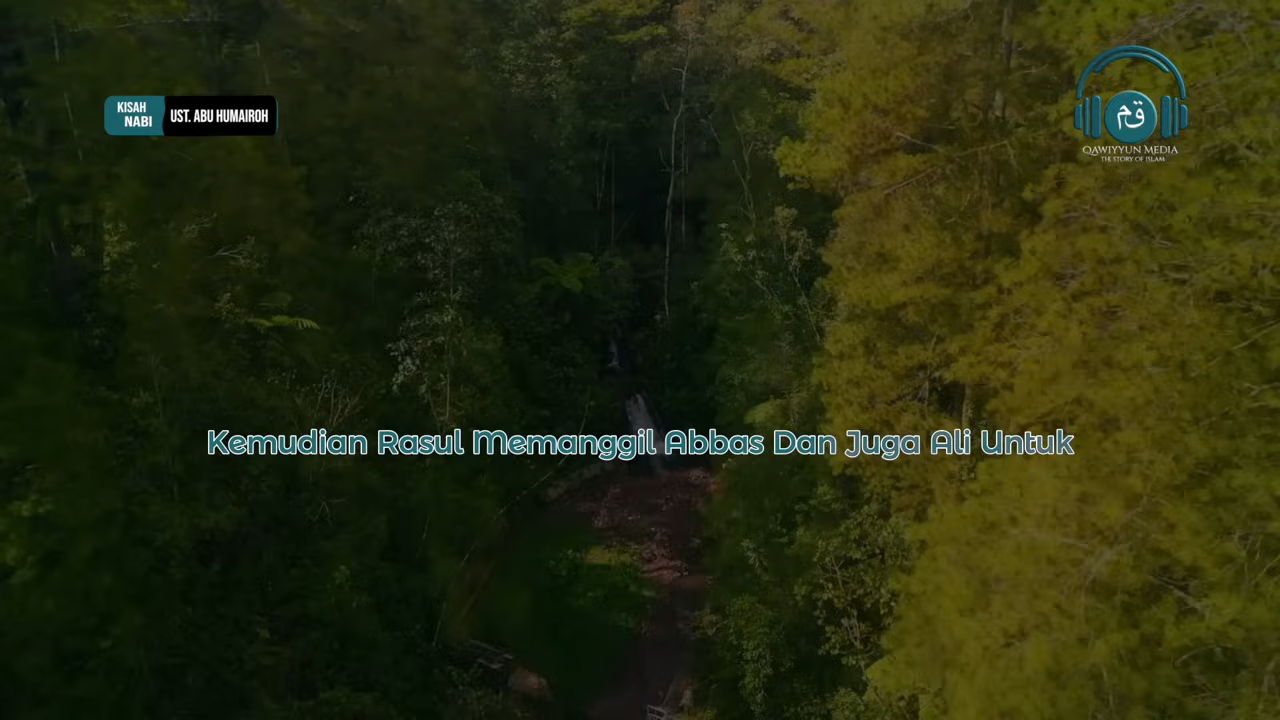 KISAH
NABI
UST. ABU HUMAIROH
قم
QAWIYYUN MEDIA
THE STORY OF ISLAM
Kemudian Rasul Memanggil Abbas Dan Juga Ali Untuk